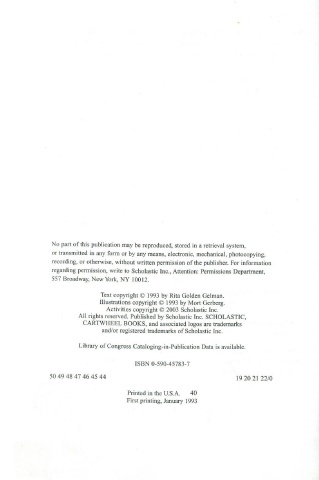 No part of this publication may be reproduced, stored in a retrieval system,
or transmitted in any form or by any means, electronic, mechanical, photocopying,
recording, or otherwise, without written permission of the publisher. For information
regarding permission, write to Scholastic Inc., Attention: Permissions Department,
557 Broadway, New York, NY 10012.
Text copyright © 1993 by Rita Golden Gelman.
Illustrations copyright © 1993 by Mort Gerberg.
Activities copyright © 2003 Scholastic Inc.
All rights reserved. Published by Scholastic Inc. SCHOLASTIC,
CARTWHEEL BOOKS, and associated logos are trademarks
and/or registered trademarks of Scholastic Inc.
Library of Congress Cataloging-in-Publication Data is available.
ISBN 0-590-45783-7
50 49 48 47 46 45 44 19 20 21 22/0
Printed in the U.S.A. 40
First printing, January 1993